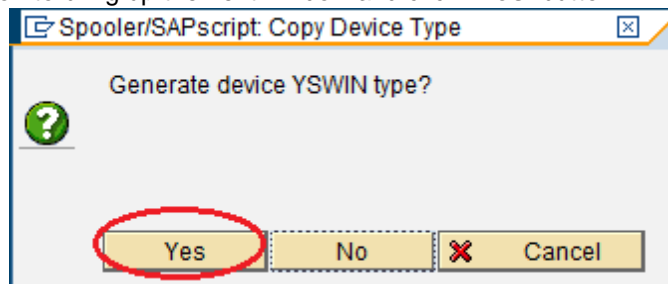 Spooler/SAPscript: Copy Device Type
Generate device YSWIN type?
Yes No Cancel